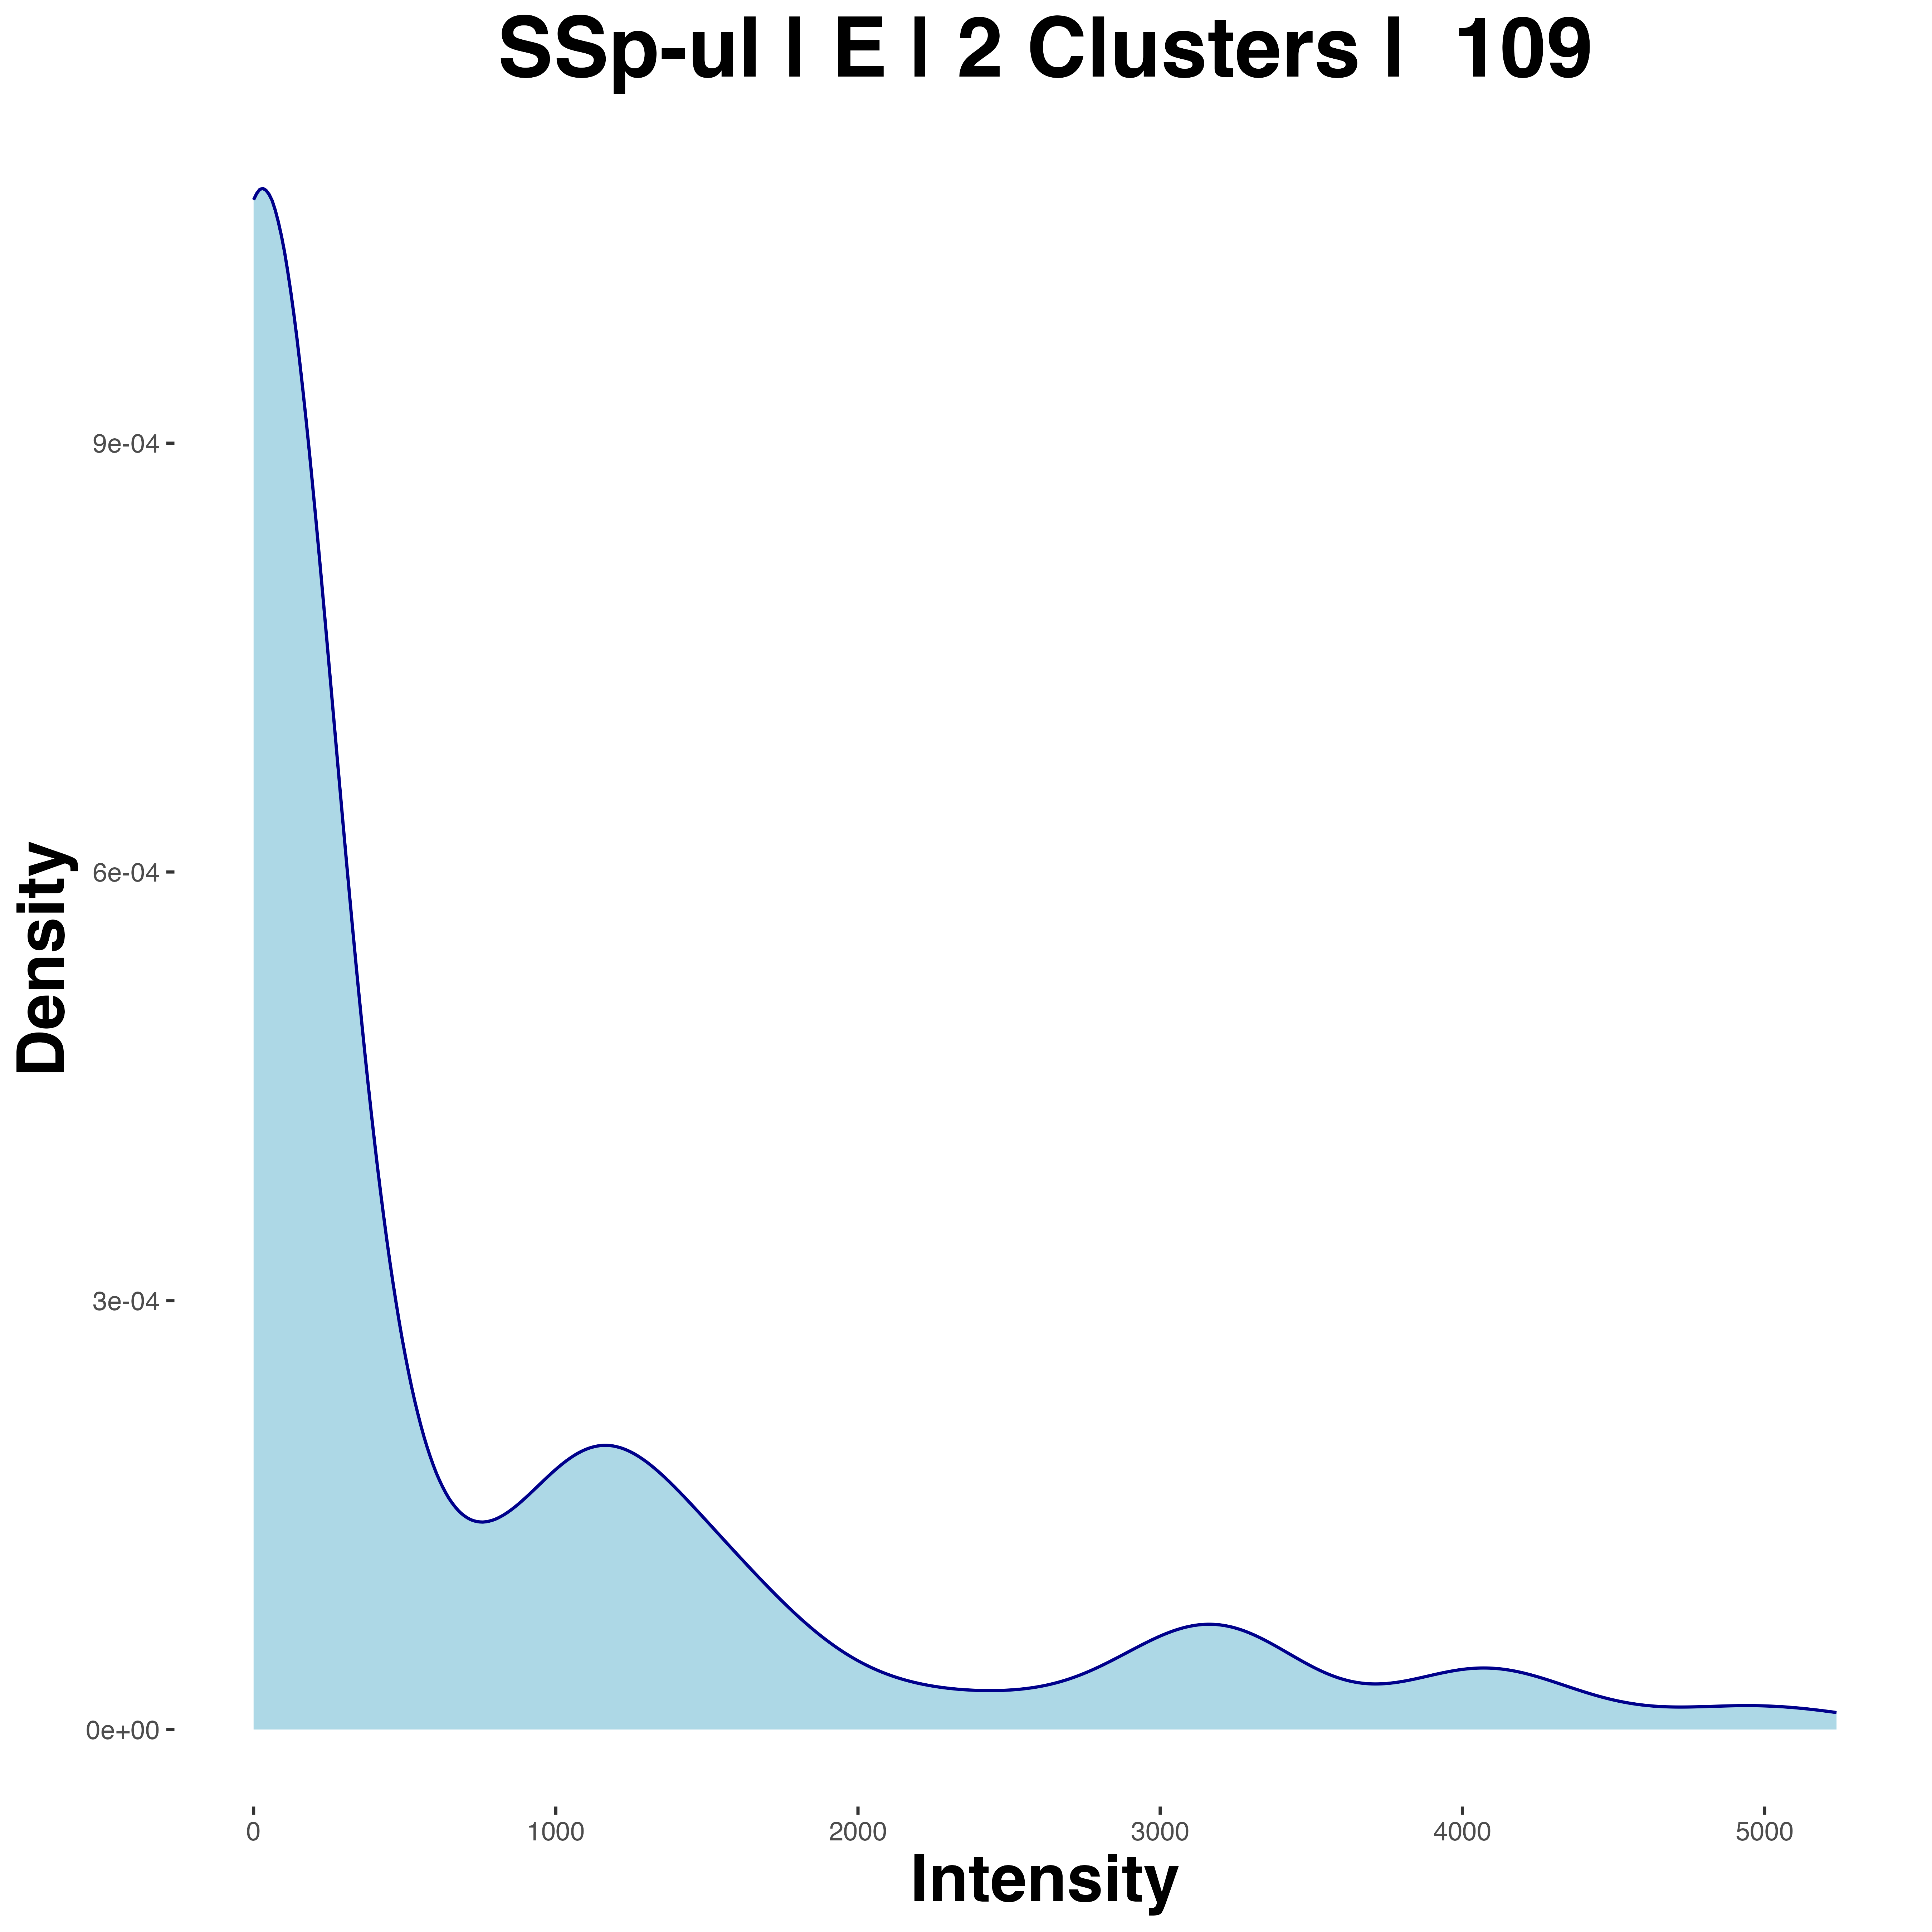 SSp-ul | E | 2 Clusters | 109
Density
9e-04
6e-04
3e-04
0e+00
0 1000 2000 3000 4000 5000
Intensity